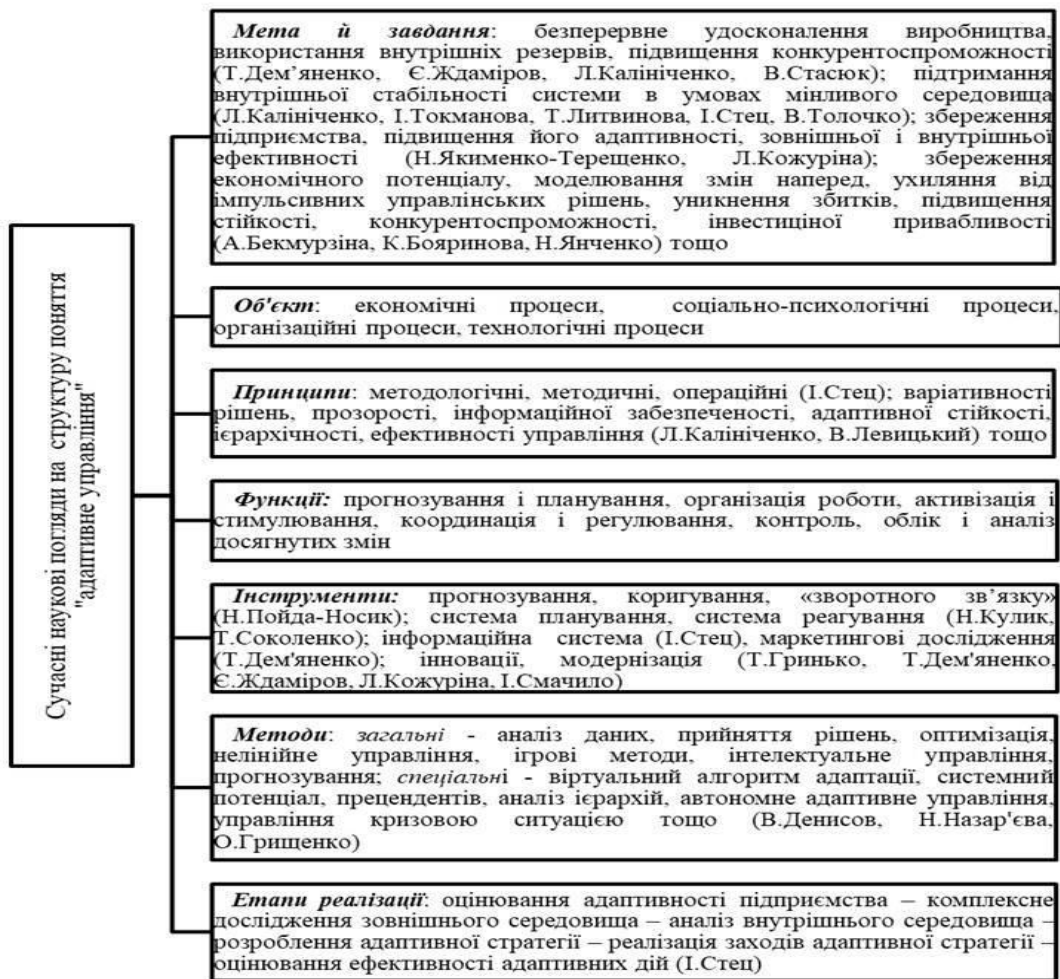 Сучасні наукові погляди на структуру поняття
"адаптивне управління"
Мета й завдання: безперервне удосконалення виробництва,
використання внутрішніх резервів, підвищення конкурентоспроможності
(Т.Дем’яненко, Є.Ждаміров, Л.Калініченко, В.Стасюк); підтримання
внутрішньої стабільності системи в умовах мінливого середовища
(Л.Калініченко, І.Токманова, Т.Литвинова, І.Стец, В.Толочко); збереження
підприємства, підвищення його адаптивності, зовнішньої і внутрішньої
ефективності (Н.Якименко-Терещенко, Л.Кожуріна); збереження
економічного потенціалу, моделювання змін наперед, ухиляння від
імпульсивних управлінських рішень, уникнення збитків, підвищення
стійкості, конкурентоспроможності, інвестиціної привабливості
(А.Бекмурзіна, К.Бояринова, Н.Янченко) тощо
Об'єкт: економічні процеси, соціально-психологічні процеси,
організаційні процеси, технологічні процеси
Принципи: методологічні, методичні, операційні (І.Стец); варіативності
рішень, прозорості, інформаційної забезпеченості, адаптивної стійкості,
ієрархічності, ефективності управління (Л.Калініченко, В.Левицький) тощо
Функції: прогнозування і планування, організація роботи, активізація і
стимулювання, координація і регулювання, контроль, облік і аналіз
досягнутих змін
Інструменти: прогнозування, коригування, «зворотного зв’язку»
(Н.Пойда-Носик); система планування, система реагування (Н.Кулик,
Т.Соколенко); інформаційна система (І.Стец), маркетингові дослідження
(Т.Дем'яненко); інновації, модернізація (Т.Гринько, Т.Дем'яненко,
Є.Ждаміров, Л.Кожуріна, І.Смачило)
Методи: загальні - аналіз даних, прийняття рішень, оптимізація,
нелінійне управління, ігрові методи, інтелектуальне управління,
прогнозування; спеціальні - віртуальний алгоритм адаптації, системний
потенціал, прецендентів, аналіз ієрархій, автономне адаптивне управління,
управління кризовою ситуацією тощо (В.Денисов, Н.Назар'єва,
О.Грищенко)
Етапи реалізації: оцінювання адаптивності підприємства – комплексне
дослідження зовнішнього середовища – аналіз внутрішнього середовища –
розроблення адаптивної стратегії – реалізація заходів адаптивної стратегії –
оцінювання ефективності адаптивних дій (І.Стец)